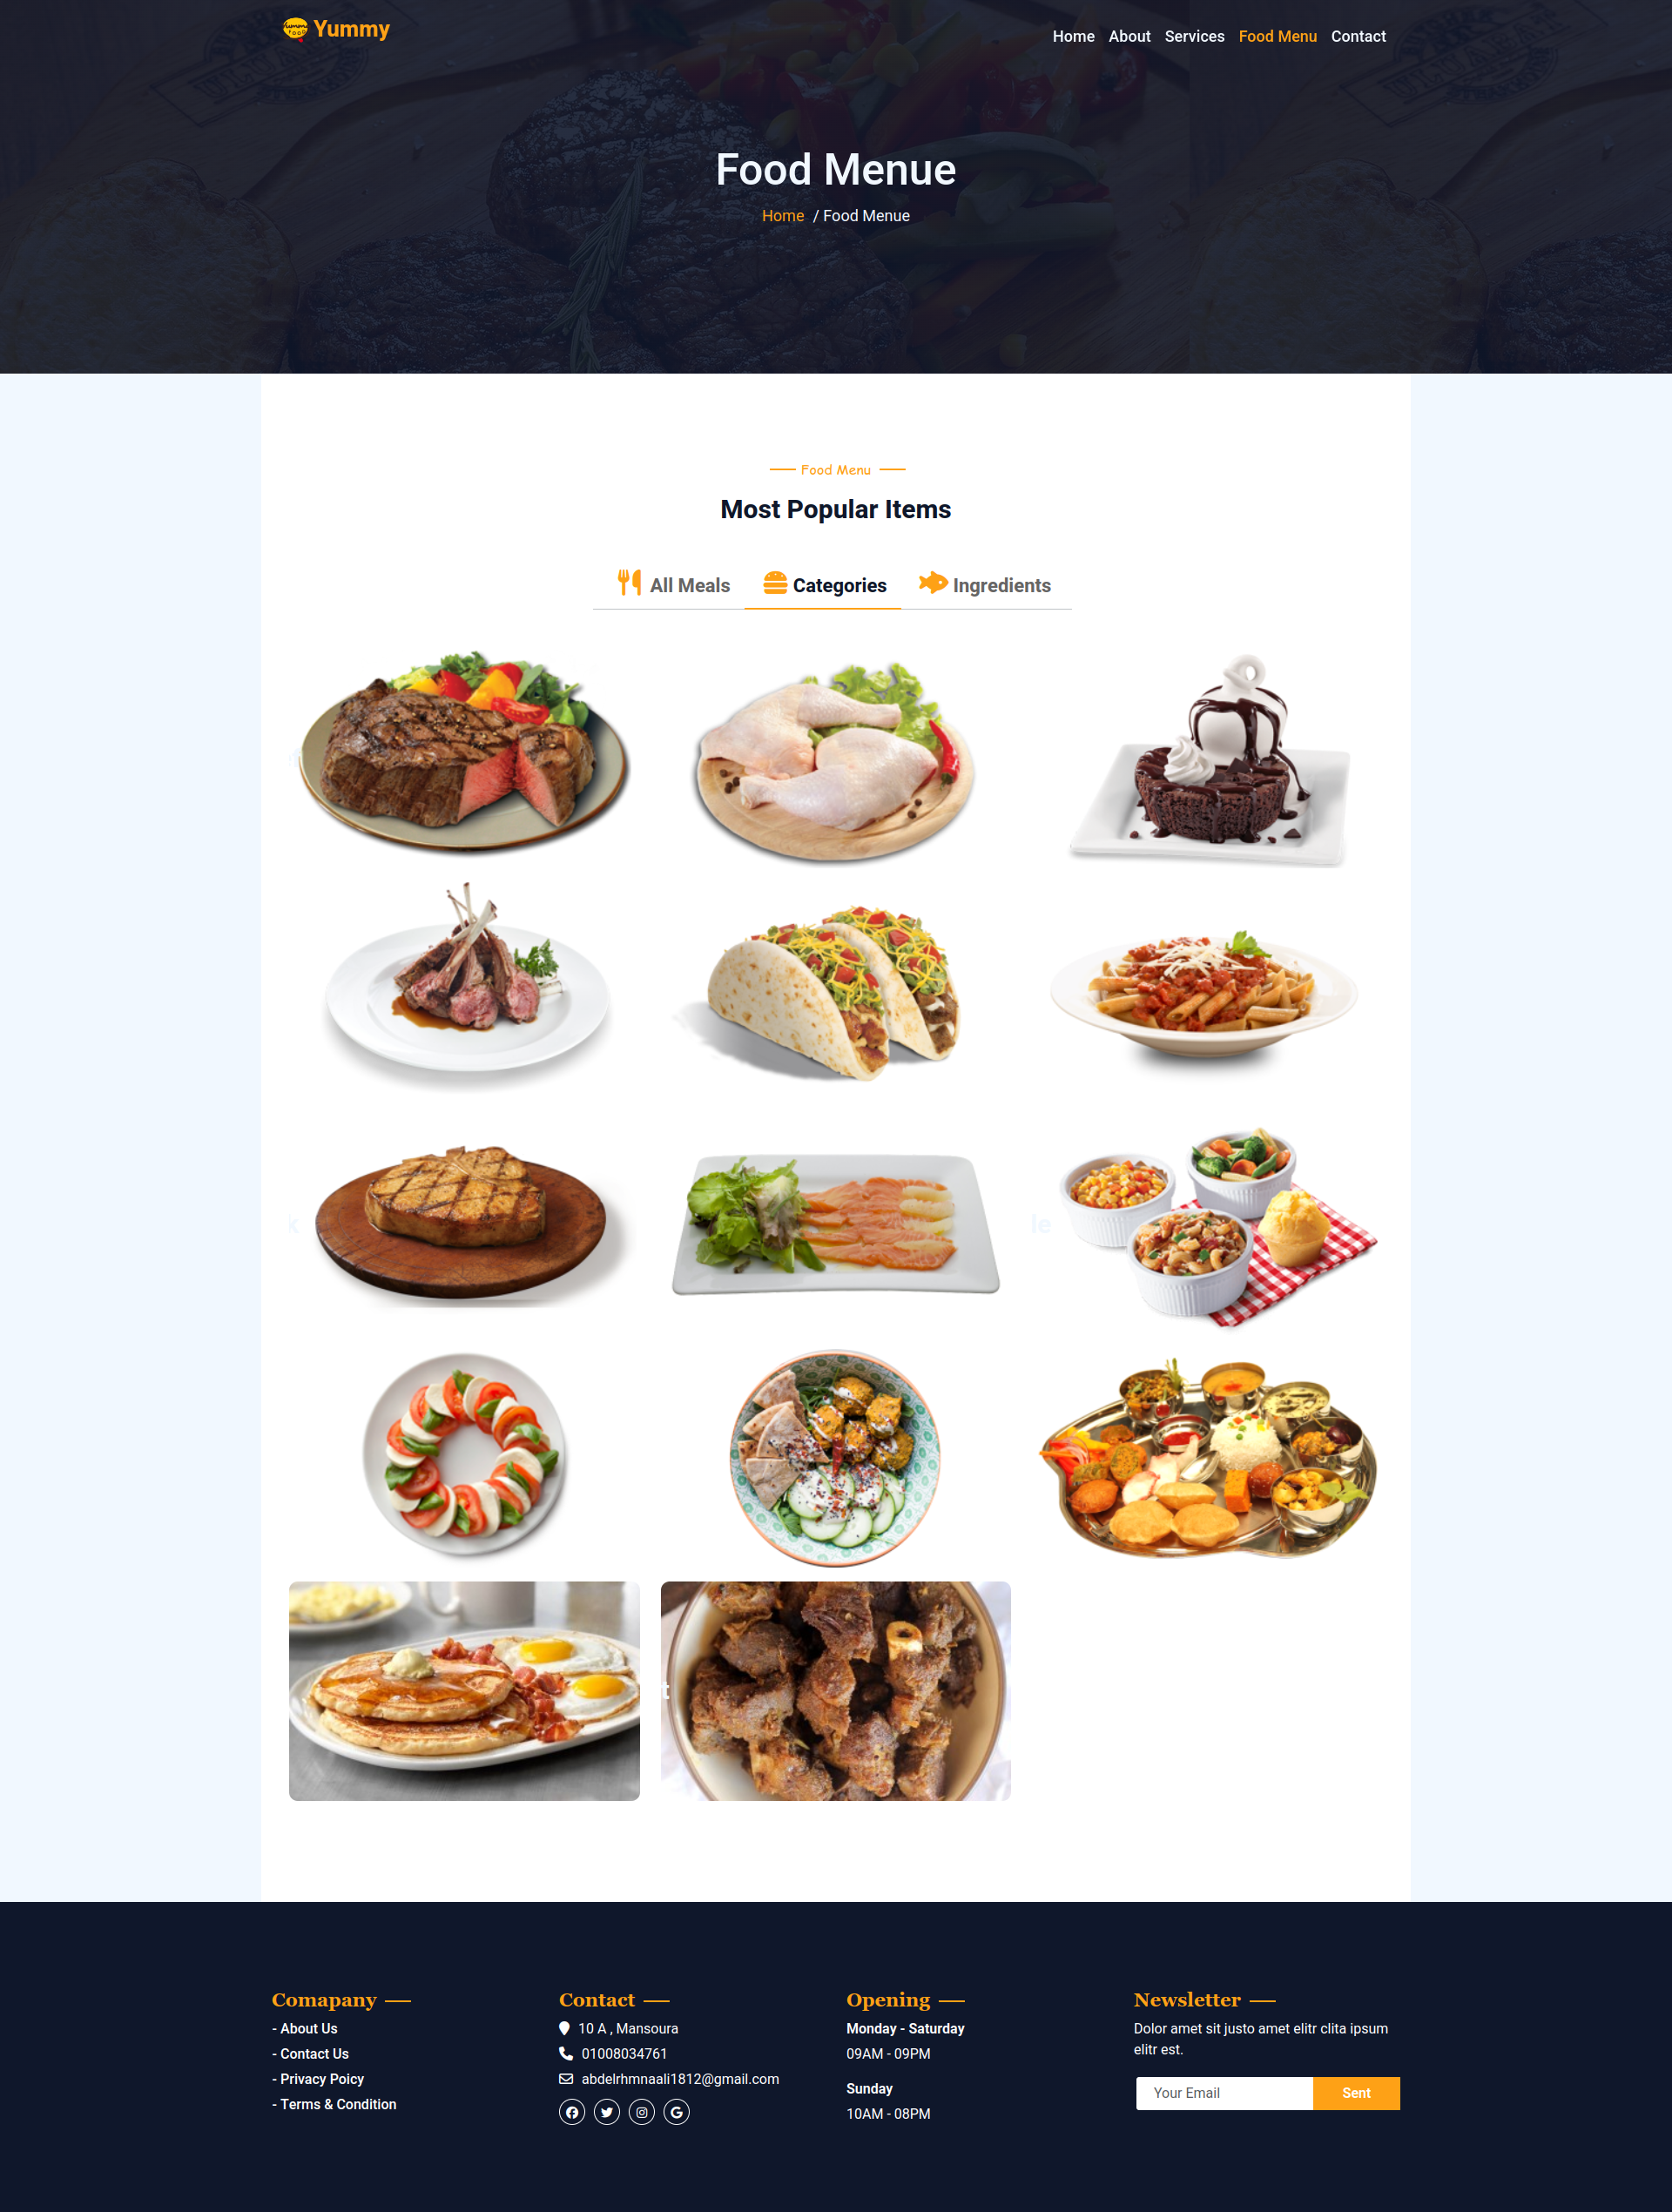 Yummy
Home About Services Food Menu Contact
Food Menue
Home / Food Menue
Food Menu
Most Popular Items
All Meals Categories Ingredients
k
le
t
Comapany
- About Us
- Contact Us
- Privacy Poicy
- Terms & Condition
Contact
10 A , Mansoura
01008034761
abdelrhmnaali1812@gmail.com
Opening
Monday - Saturday
09AM - 09PM
Sunday
10AM - 08PM
Newsletter
Dolor amet sit justo amet elitr clita ipsum
elitr est.
Your Email Sent